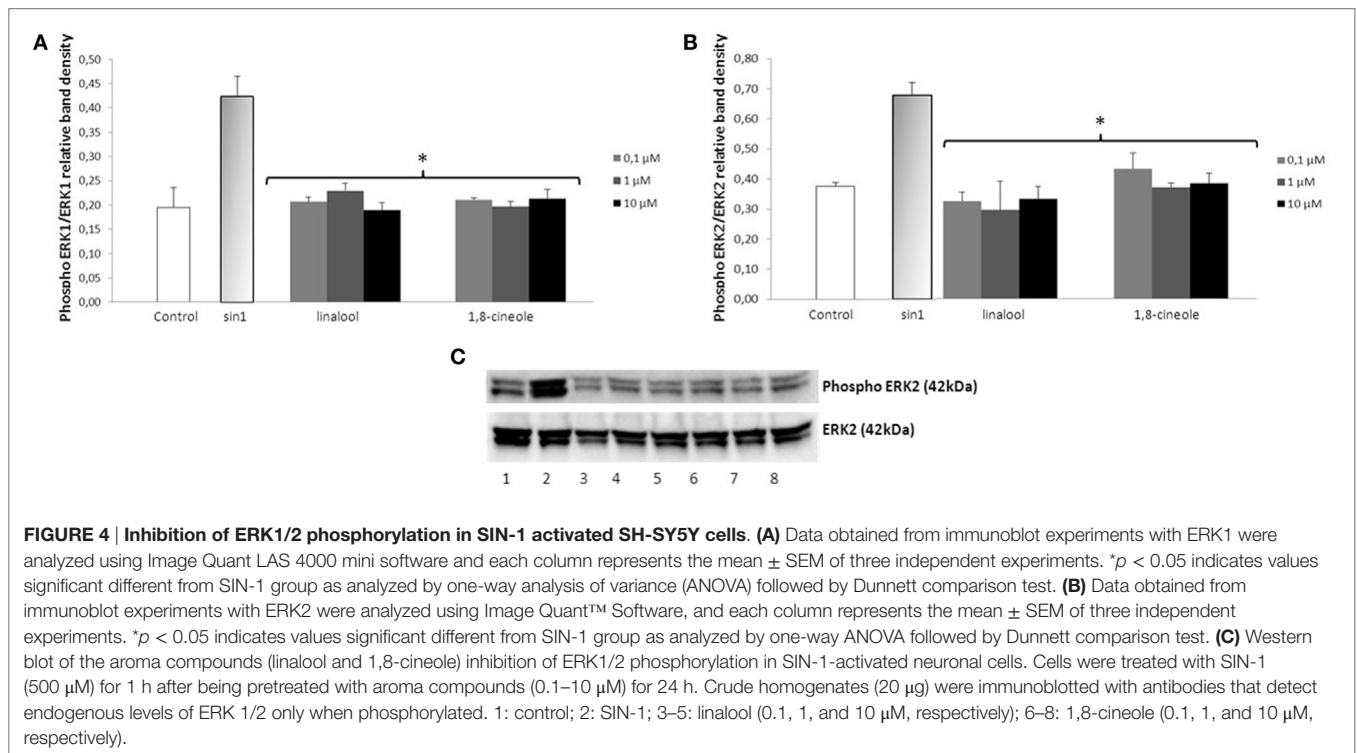 A
Phospho ERK1/ERK1 relative band density
0,50
0,45
0,40
0,35
0,30
0,25
0,20
0,15
0,10
0,05
0,00
*
0,1 µM
1 µM
10 µM
Control sin1 linalool 1,8-cineole
B
Phospho ERK2/ERK2 relative band density
0,80
0,70
0,60
0,50
0,40
0,30
0,20
0,10
0,00
*
0,1 µM
1 µM
10 µM
Control sin1 linalool 1,8-cineole
C
Phospho ERK2 (42kDa)
ERK2 (42kDa)
1 2 3 4 5 6 7 8
FIGURE 4 | Inhibition of ERK1/2 phosphorylation in SIN-1 activated SH-SY5Y cells. (A) Data obtained from immunoblot experiments with ERK1 were
analyzed using Image Quant LAS 4000 mini software and each column represents the mean ± SEM of three independent experiments. *p < 0.05 indicates values
significant different from SIN-1 group as analyzed by one-way analysis of variance (ANOVA) followed by Dunnett comparison test. (B) Data obtained from
immunoblot experiments with ERK2 were analyzed using Image Quant™ Software, and each column represents the mean ± SEM of three independent
experiments. *p < 0.05 indicates values significant different from SIN-1 group as analyzed by one-way ANOVA followed by Dunnett comparison test. (C) Western
blot of the aroma compounds (linalool and 1,8-cineole) inhibition of ERK1/2 phosphorylation in SIN-1-activated neuronal cells. Cells were treated with SIN-1
(500 µM) for 1 h after being pretreated with aroma compounds (0.1–10 µM) for 24 h. Crude homogenates (20 µg) were immunoblotted with antibodies that detect
endogenous levels of ERK 1/2 only when phosphorylated. 1: control; 2: SIN-1; 3–5: linalool (0.1, 1, and 10 µM, respectively); 6–8: 1,8-cineole (0.1, 1, and 10 µM,
respectively).